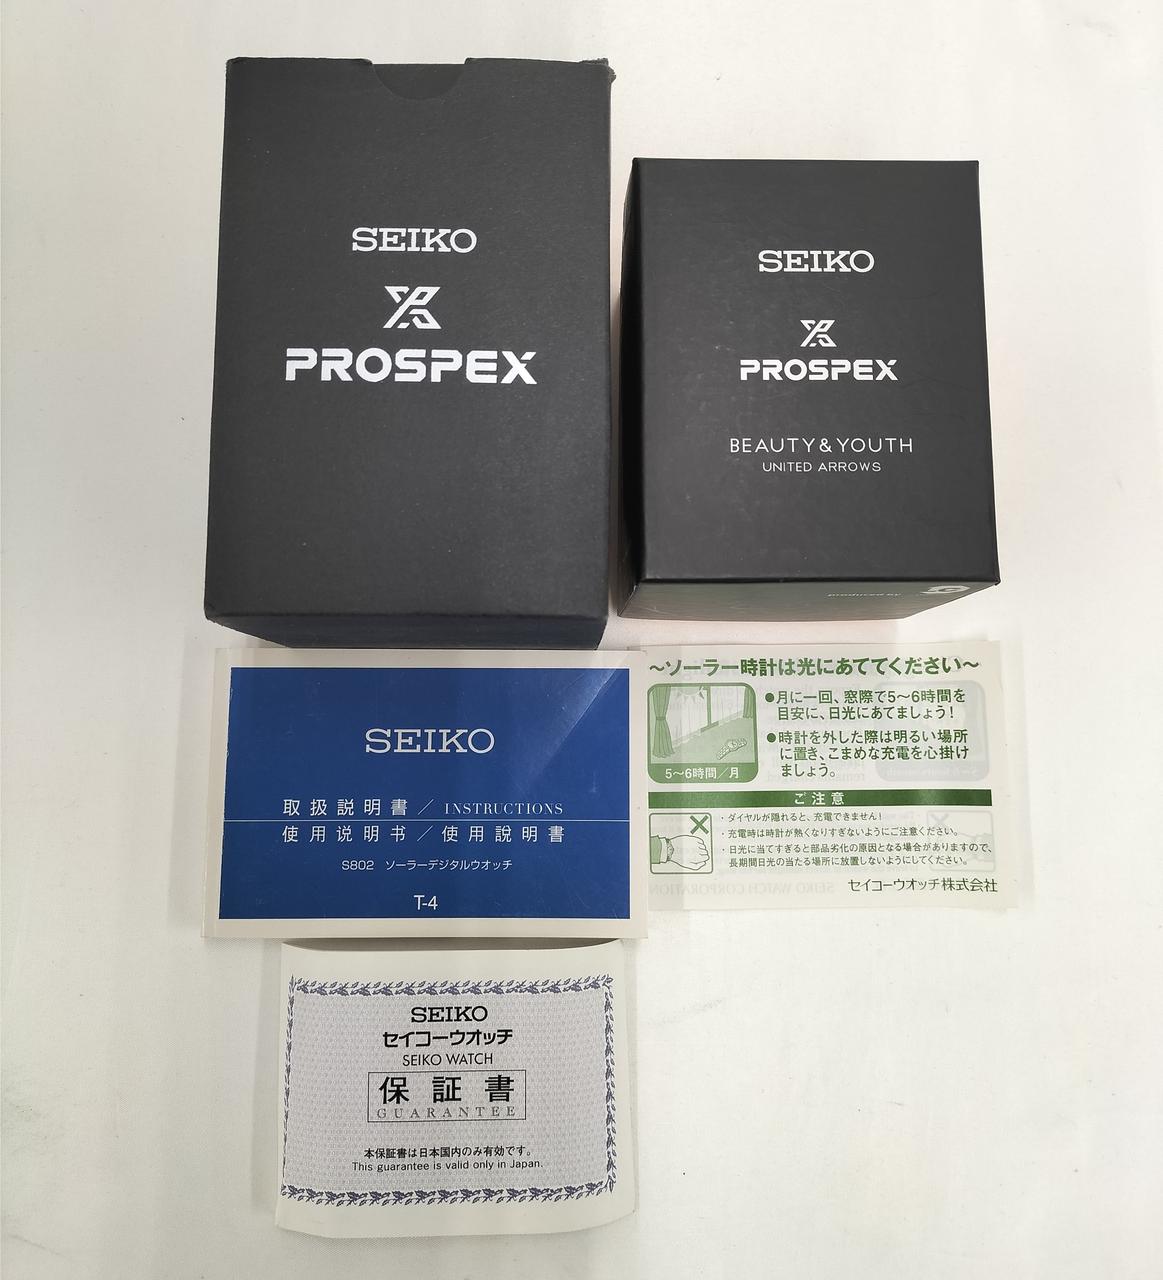 SEIKO
PROSPEX
SEIKO
PROSPEX
BEAUTY&YOUTH
UNITED ARROWS
produced by
SEIKO
取扱説明書／INSTRUCTIONS
使用说明书／使用說明書
S802 ソーラーデジタルウオッチ
T-4
～ソーラー時計は光にあててください～
●月に一回、窓際で5～6時間を
目安に、日光にあてましょう!
●時計を外した際は明るい場所
に置き、こまめな充電を心掛け
ましょう。
5～6時間／月
ご注意
・ダイヤルが隠れると、充電できません!
・充電時は時計が熱くなりすぎないようにご注意ください。
・日光に当てすぎると部品劣化の原因となる場合がありますので、
長期間日光の当たる場所に放置しないようにしてください。
セイコーウオッチ株式会社
SEIKO
セイコーウオッチ
SEIKO WATCH
保証書
GUARANTEE
本保証書は日本国内のみ有効です。
This guarantee is valid only in Japan.